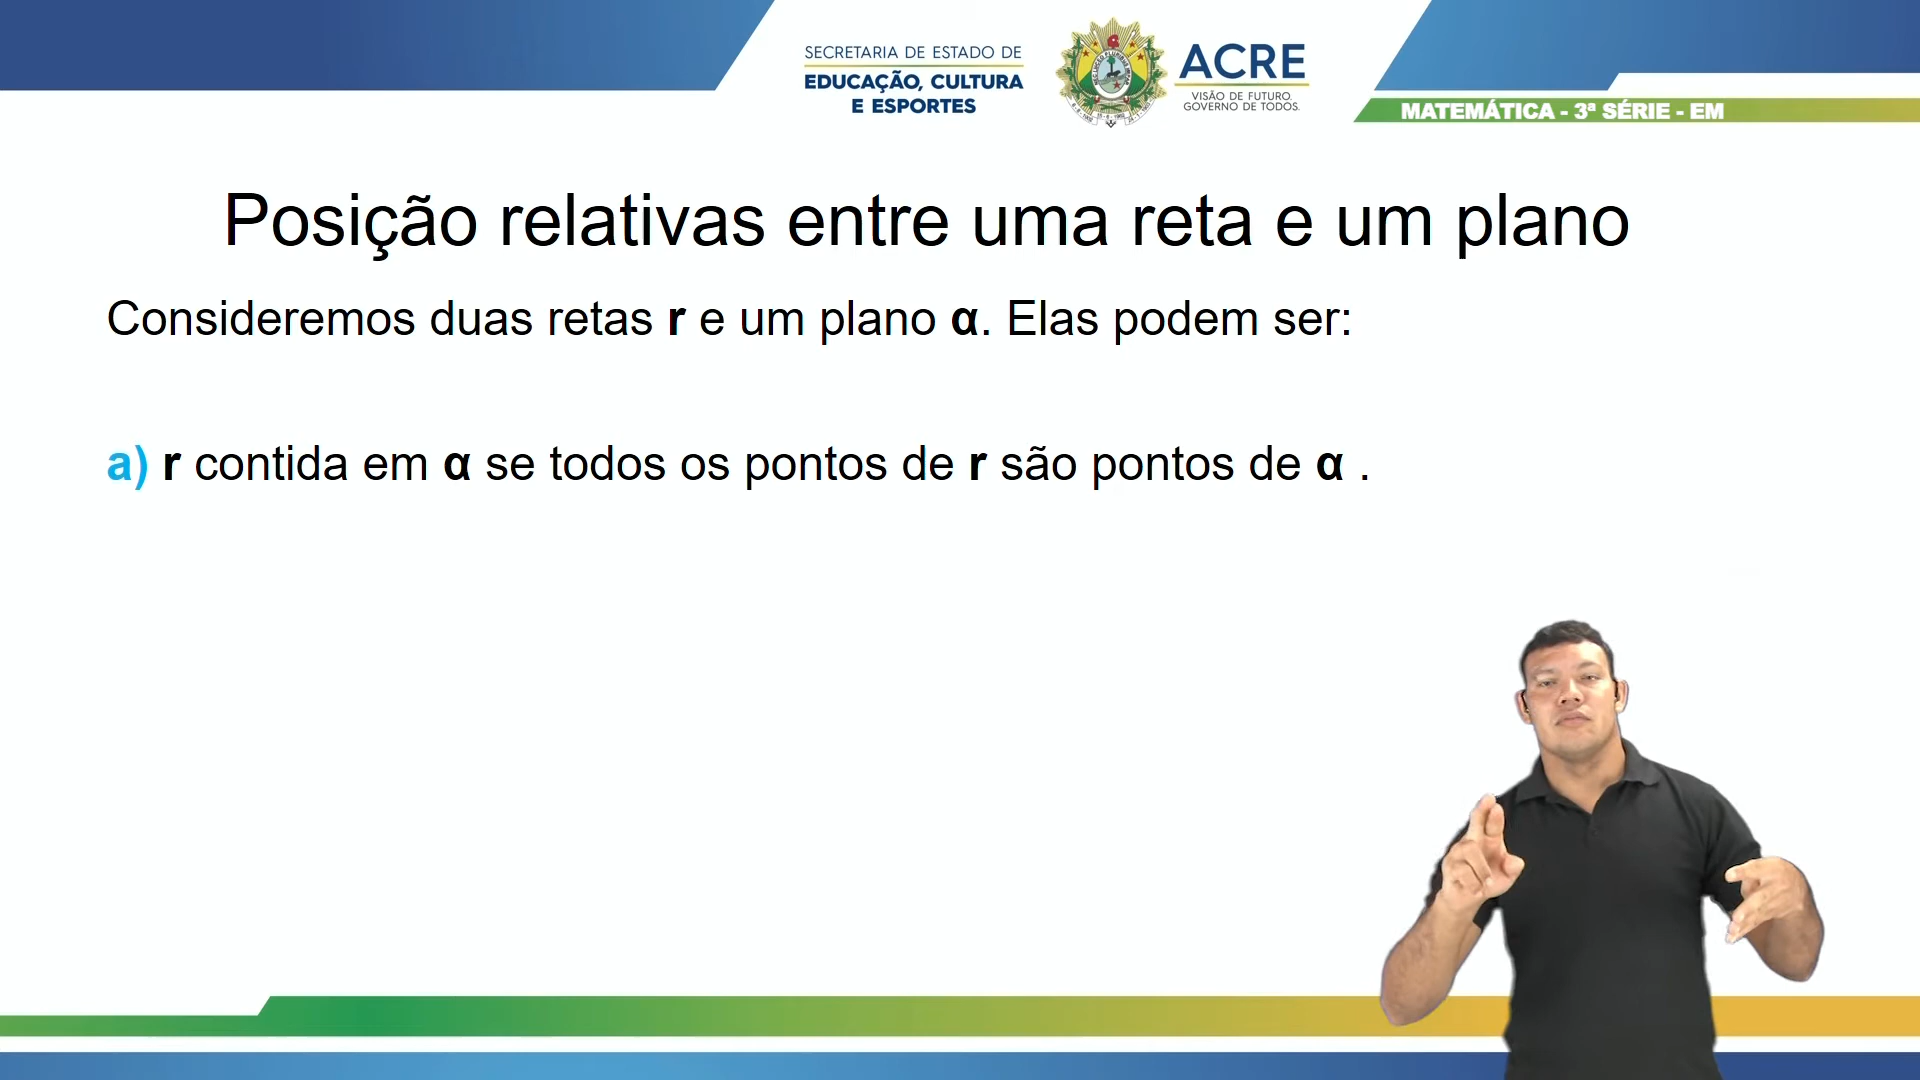 SECRETARIA DE ESTADO DE
EDUCAÇÃO, CULTURA
E ESPORTES
ACRE
VISÃO DE FUTURO.
GOVERNO DE TODOS.
MATEMÁTICA - 3ª SÉRIE - EM
Posição relativas entre uma reta e um plano
Consideremos duas retas r e um plano α. Elas podem ser:
a) r contida em α se todos os pontos de r são pontos de α .